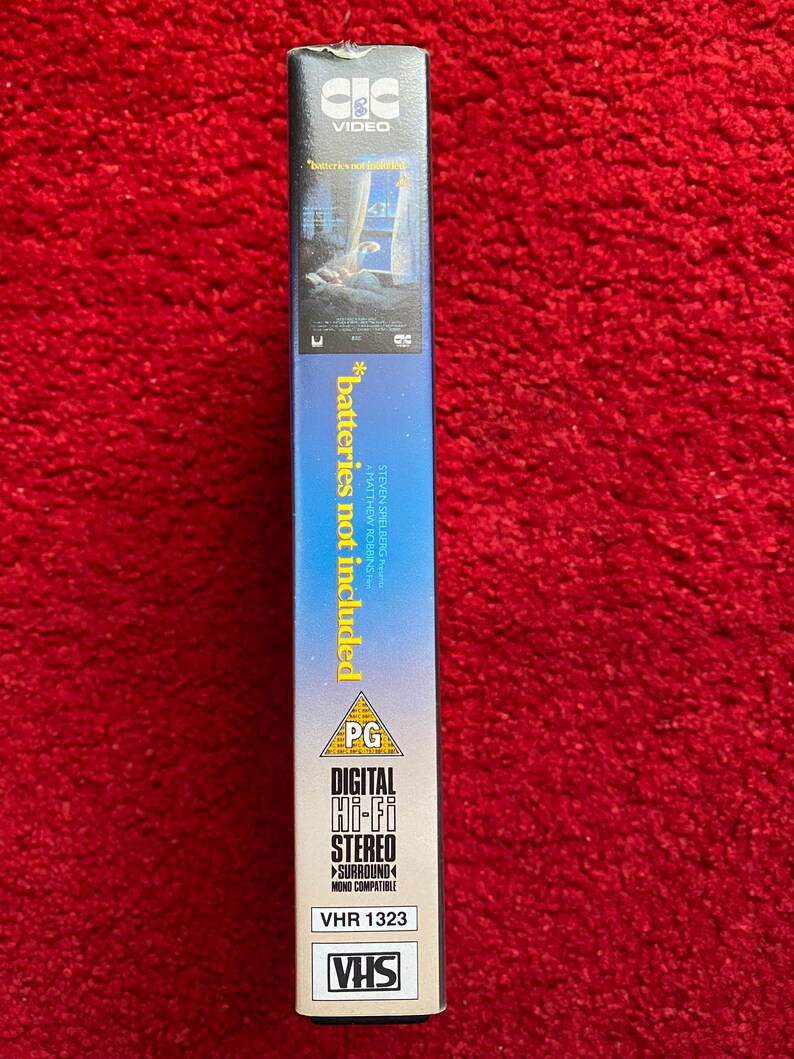 CIC
VIDEO
*batteries not included
CIC
*batteries not included
STEVEN SPIELBERG Presents
A MATTHEW ROBBINS Film
PG
DIGITAL
Hi-Fi
STEREO
SURROUND
MONO COMPATIBLE
VHR 1323
VHS